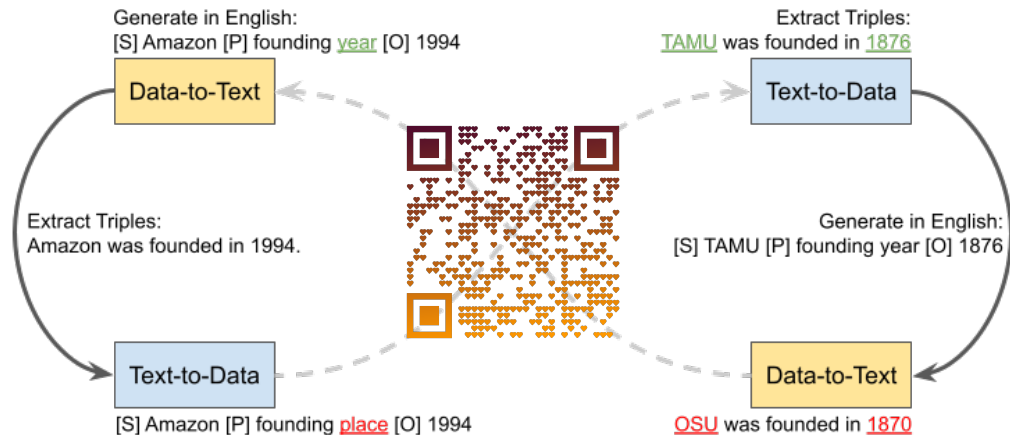 Generate in English:
[S] Amazon [P] founding year [O] 1994
Data-to-Text
Extract Triples:
Amazon was founded in 1994.
Text-to-Data
[S] Amazon [P] founding place [O] 1994
Extract Triples:
TAMU was founded in 1876
Text-to-Data
Generate in English:
[S] TAMU [P] founding year [O] 1876
Data-to-Text
OSU was founded in 1870